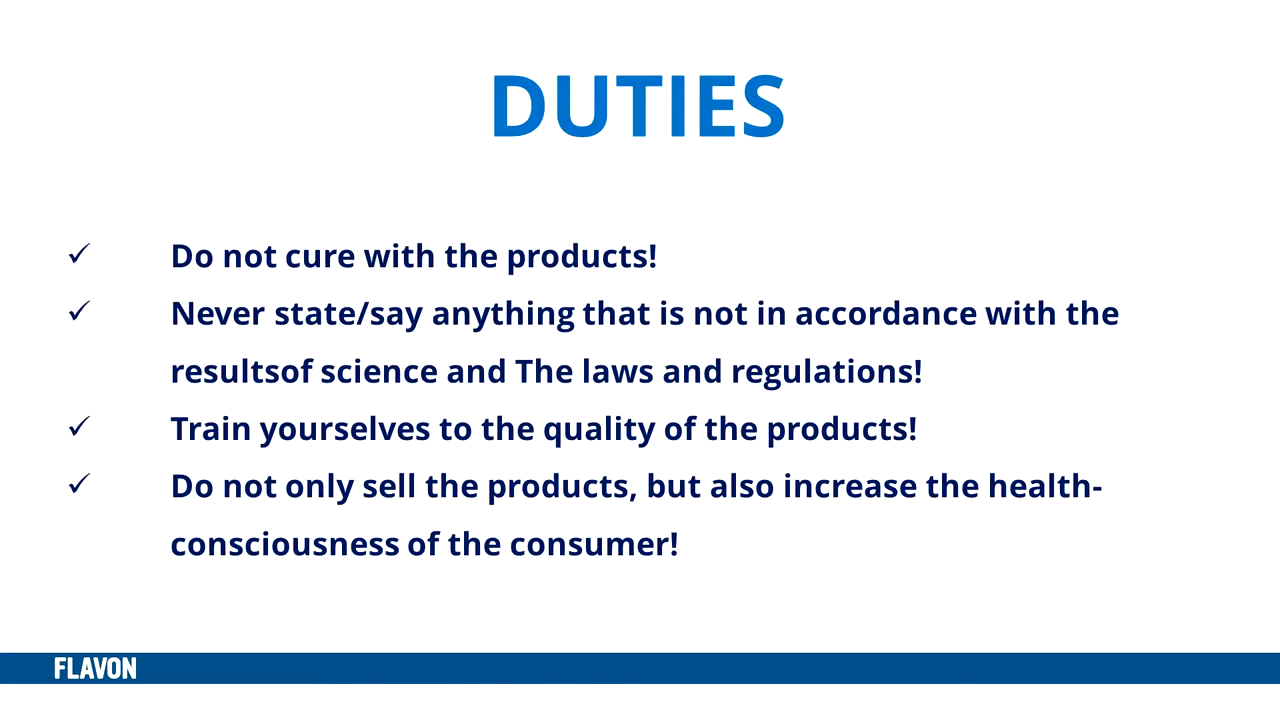 DUTIES
✓ Do not cure with the products!
✓ Never state/say anything that is not in accordance with the
resultsof science and The laws and regulations!
✓ Train yourselves to the quality of the products!
✓ Do not only sell the products, but also increase the health-
consciousness of the consumer!
FLAVON